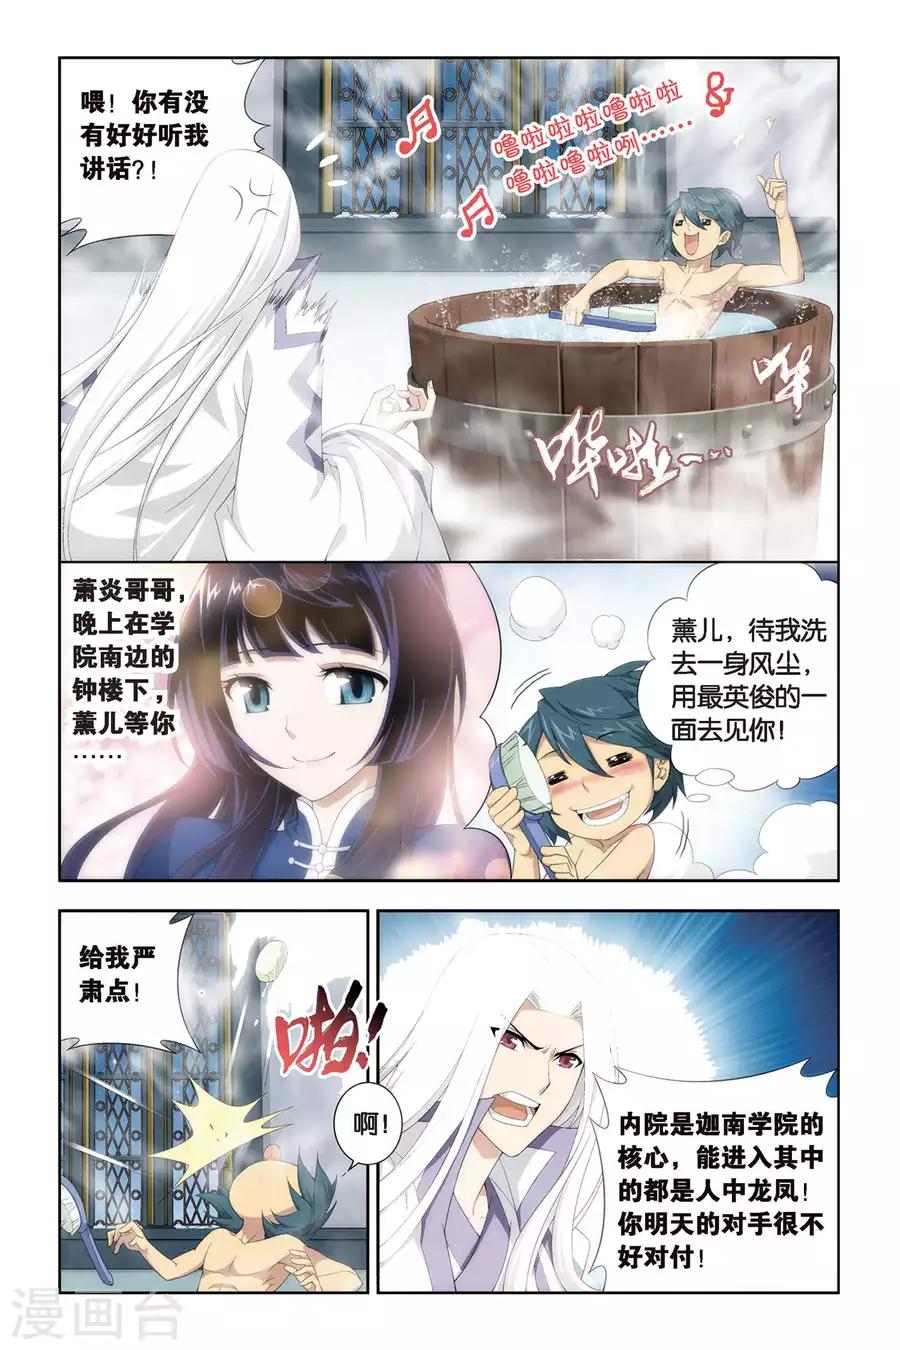 喂！你有没
有好好听我
讲话？！
噜啦啦啦噜啦啦
噜啦噜啦咧……
&
哗
哗啦……
萧炎哥哥，
晚上在学
院南边的
钟楼下，
薰儿等你
……
薰儿，待我洗
去一身风尘，
用最英俊的一
面去见你！
给我严
肃点！
啪！
啊！
内院是迦南学院的
核心，能进入其中
的都是人中龙凤！
你明天的对手很不
好对付！
漫画台